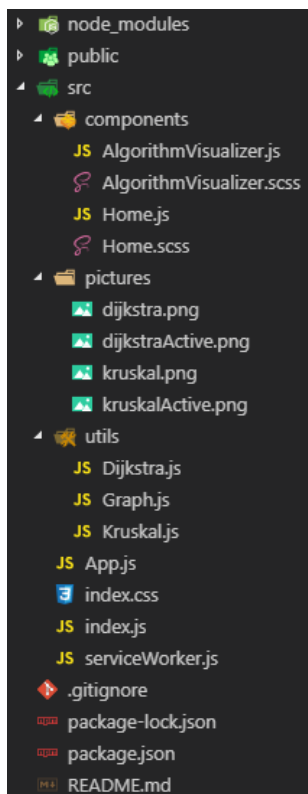 node_modules
public
src
components
JS AlgorithmVisualizer.js
AlgorithmVisualizer.scss
JS Home.js
Home.scss
pictures
dijkstra.png
dijkstraActive.png
kruskal.png
kruskalActive.png
utils
JS Dijkstra.js
JS Graph.js
JS Kruskal.js
JS App.js
index.css
JS index.js
JS serviceWorker.js
.gitignore
npm package-lock.json
npm package.json
M↓ README.md